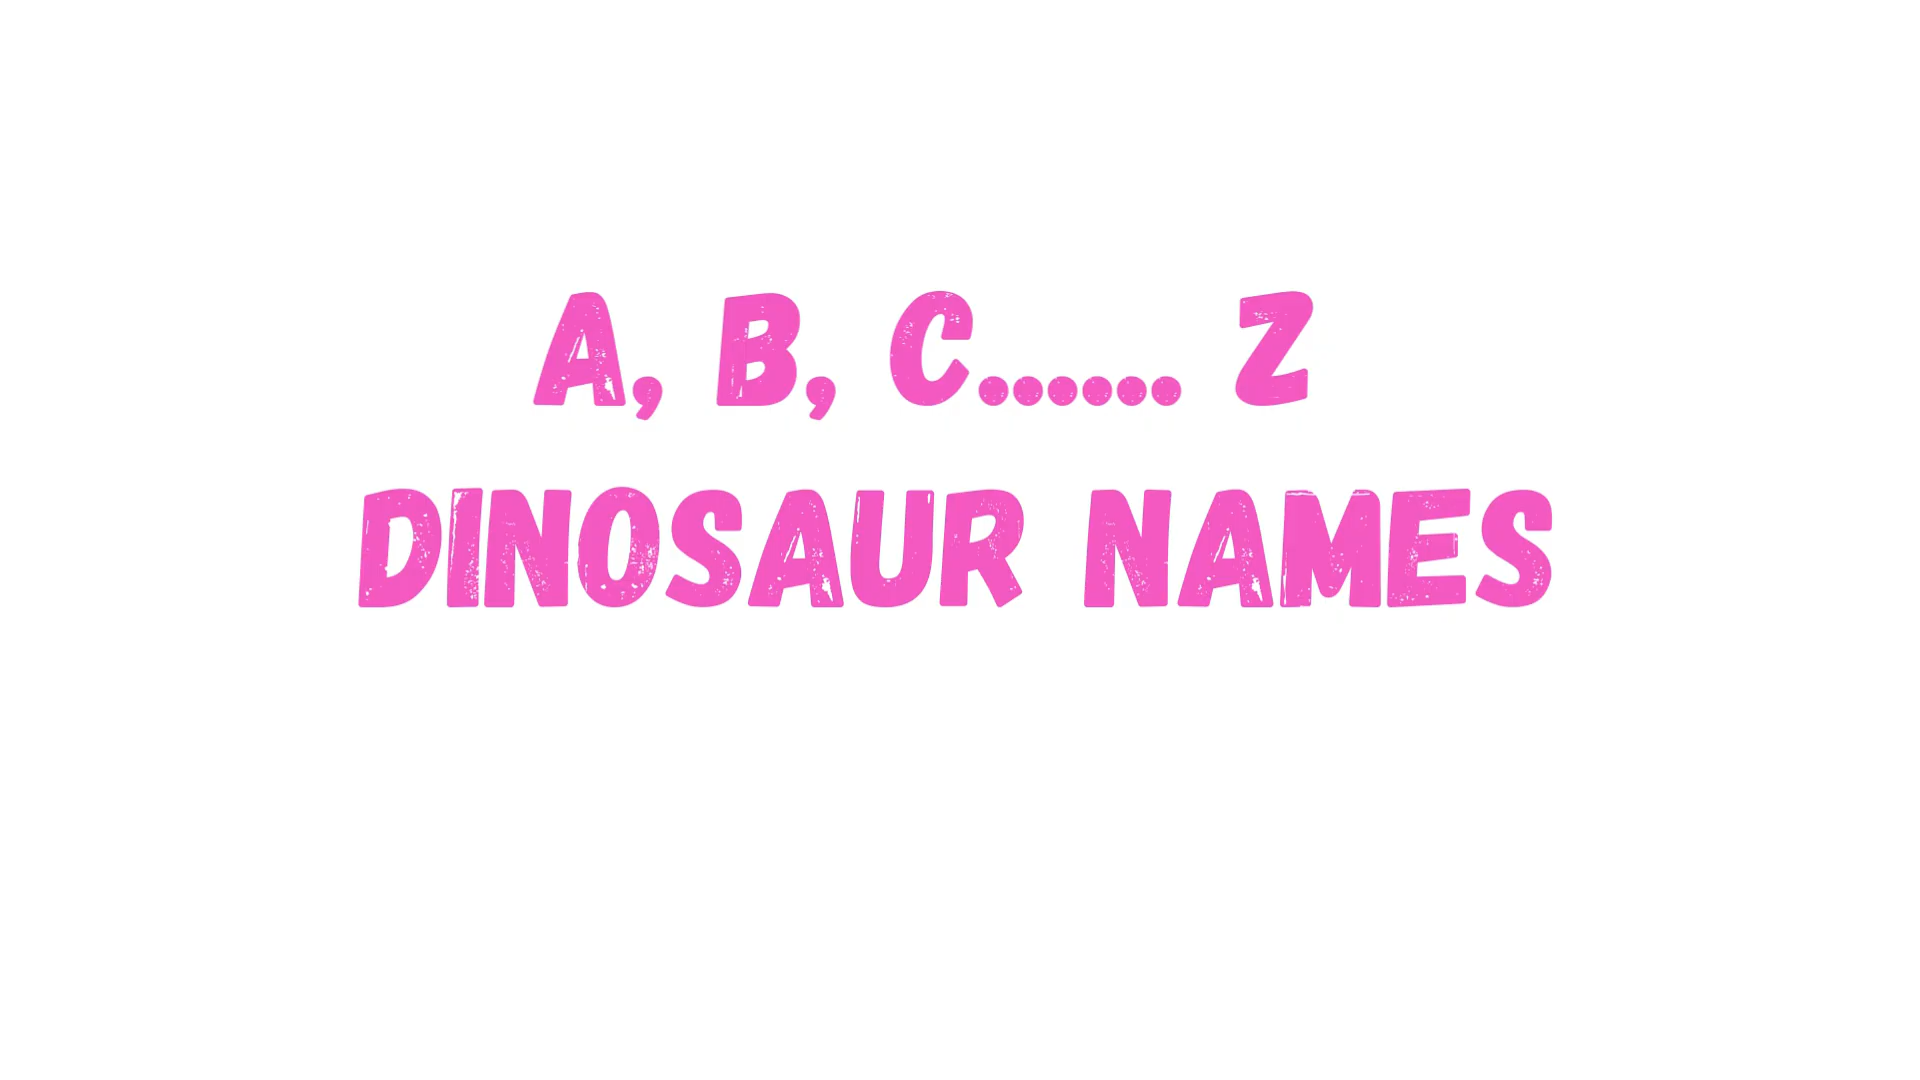 A, B, C...... Z
DINOSAUR NAMES